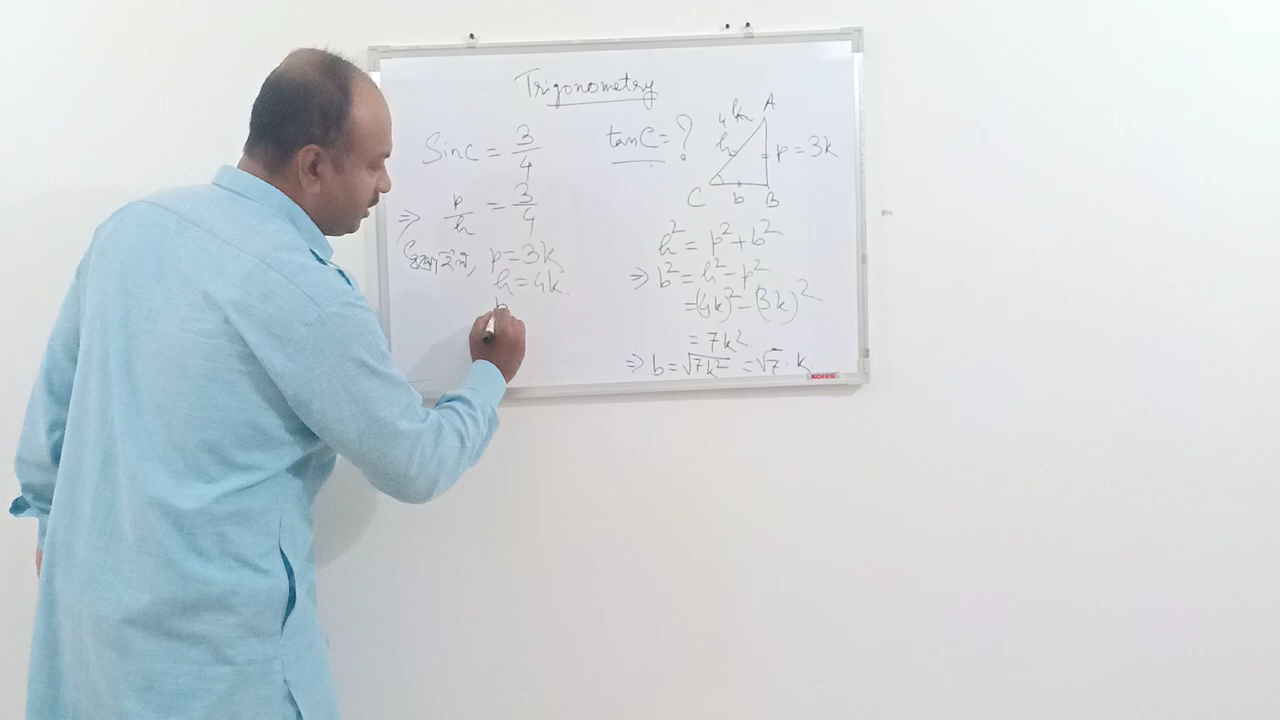 Trigonometry
SinC = 3/4
⇒ p/h = 3/4
p = 3k
h = 4k.
b
tanC = ?
A
4k
h
p = 3k
C
b
B
h² = p² + b²
⇒ b² = h² - p²
= (4k)² - (3k)²
= 7k².
⇒ b = √7k² = √7 . k
KORES